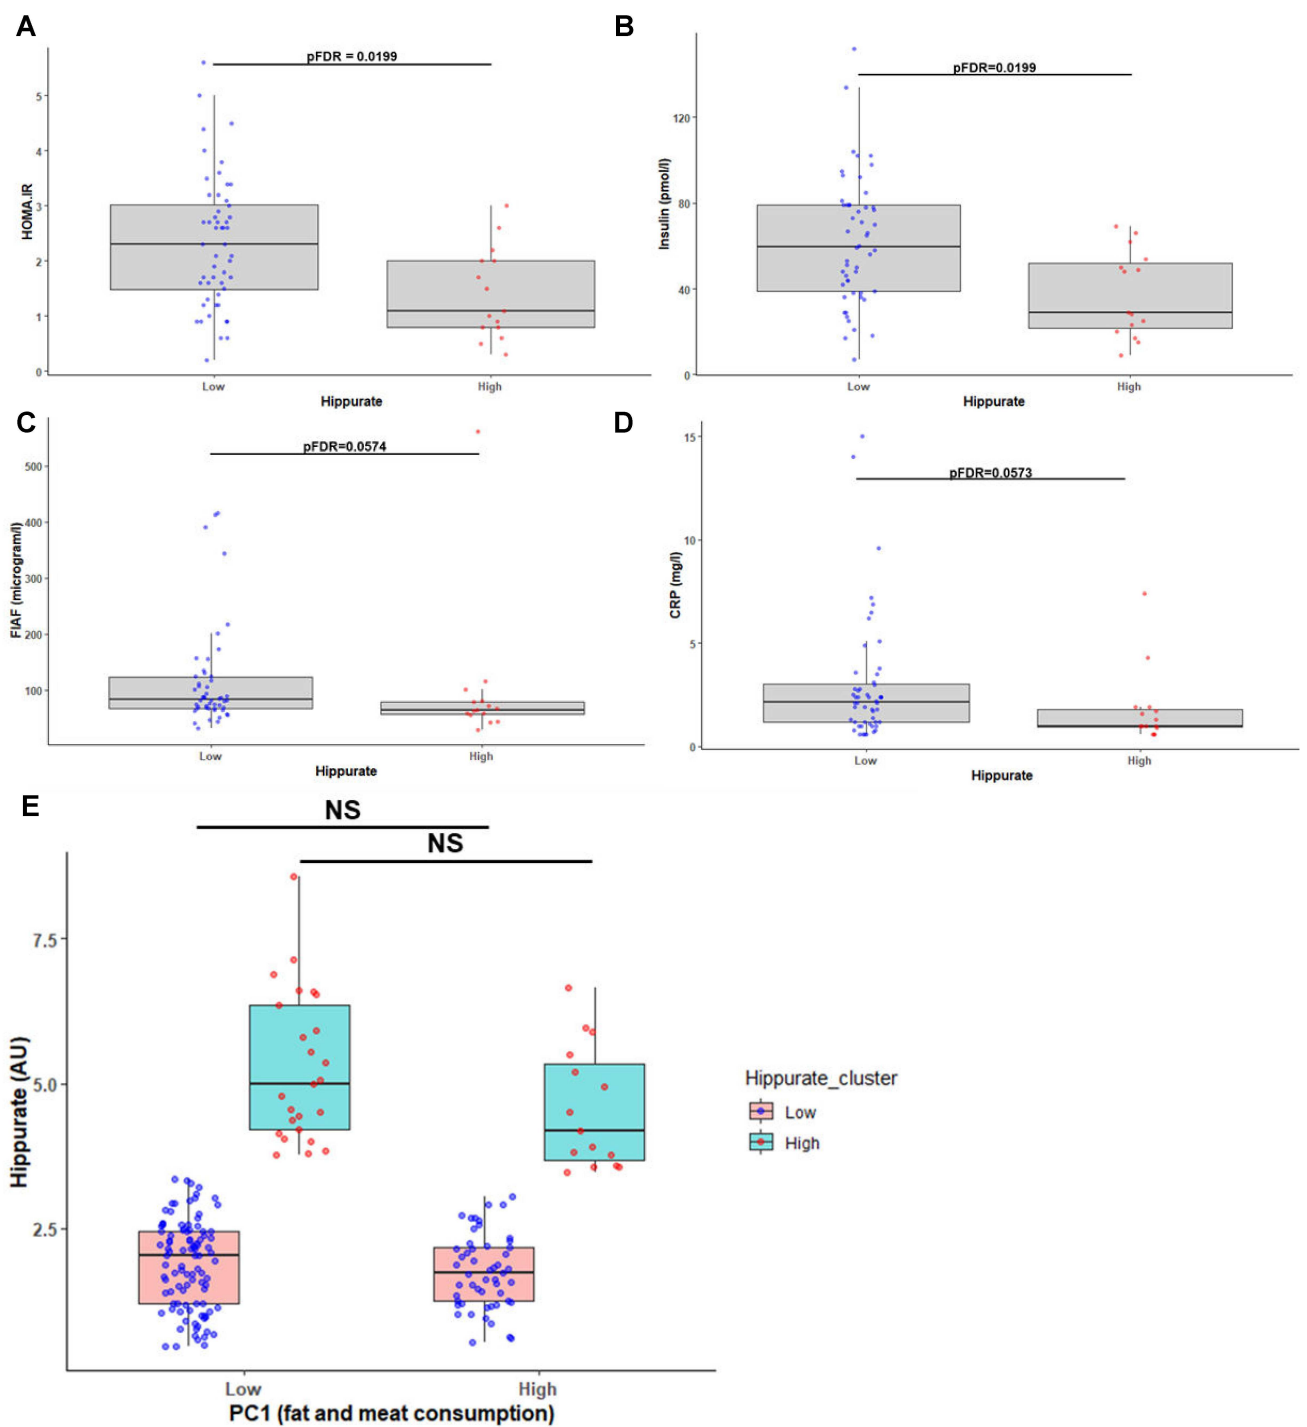 A
pFDR = 0.0199
HOMA.IR
5
4
3
2
1
0
Low
High
Hippurate
B
pFDR=0.0199
Insulin (pmol/l)
120
80
40
0
Low
High
Hippurate
C
pFDR=0.0574
FIAF (microgram/l)
500
400
300
200
100
Low
High
Hippurate
D
pFDR=0.0573
CRP (mg/l)
15
10
5
0
Low
High
Hippurate
E
NS
NS
Hippurate (AU)
7.5
5.0
2.5
Low
High
PC1 (fat and meat consumption)
Hippurate_cluster
Low
High